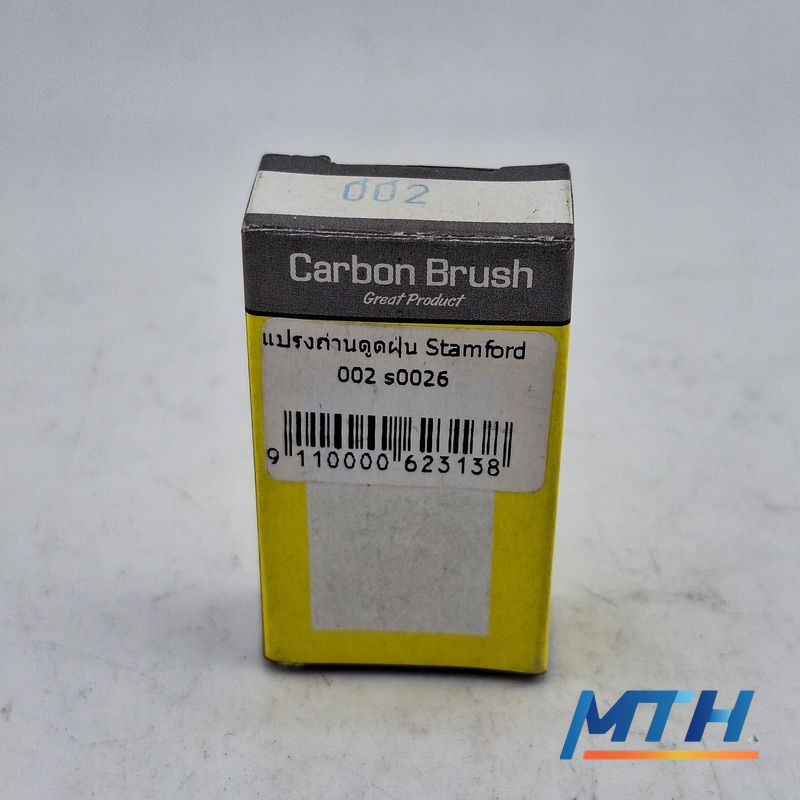 002
Carbon Brush
Great Product
แปรงถ่านดูดฝุ่น Stamford
002 s0026
9 110000 623138
MTH